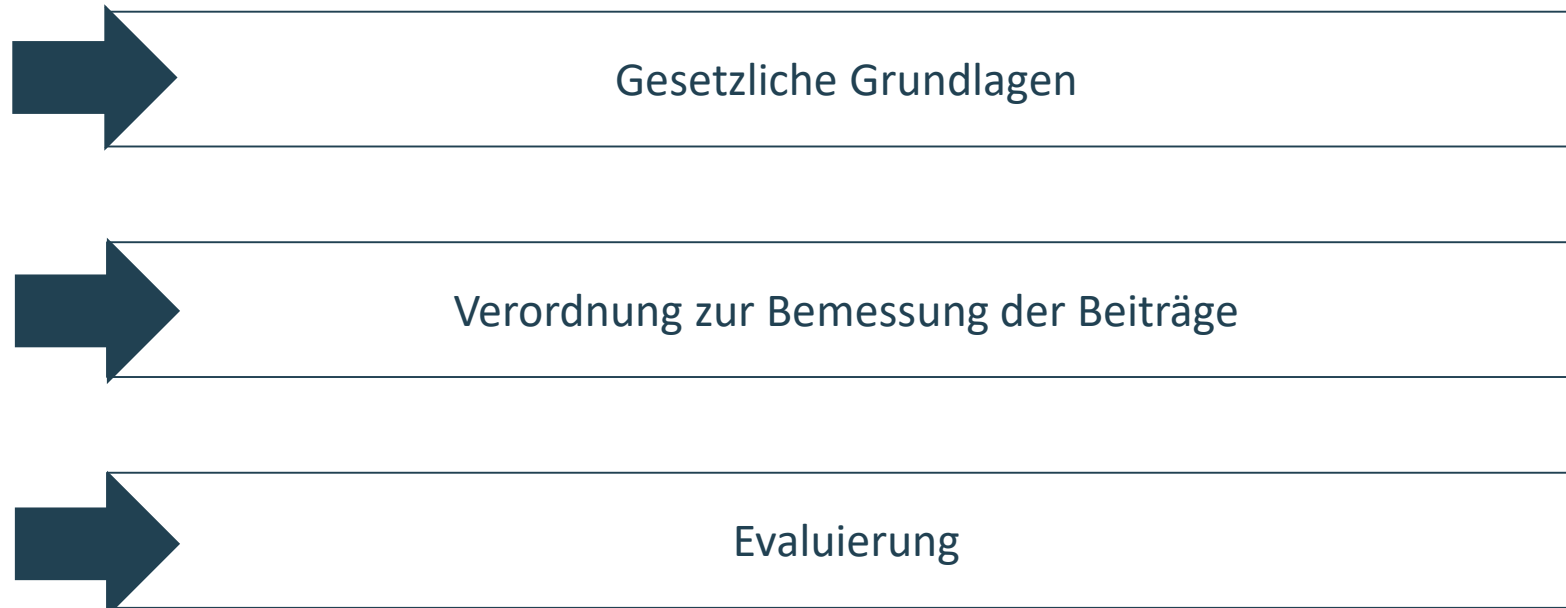 Gesetzliche Grundlagen
Verordnung zur Bemessung der Beiträge
Evaluierung